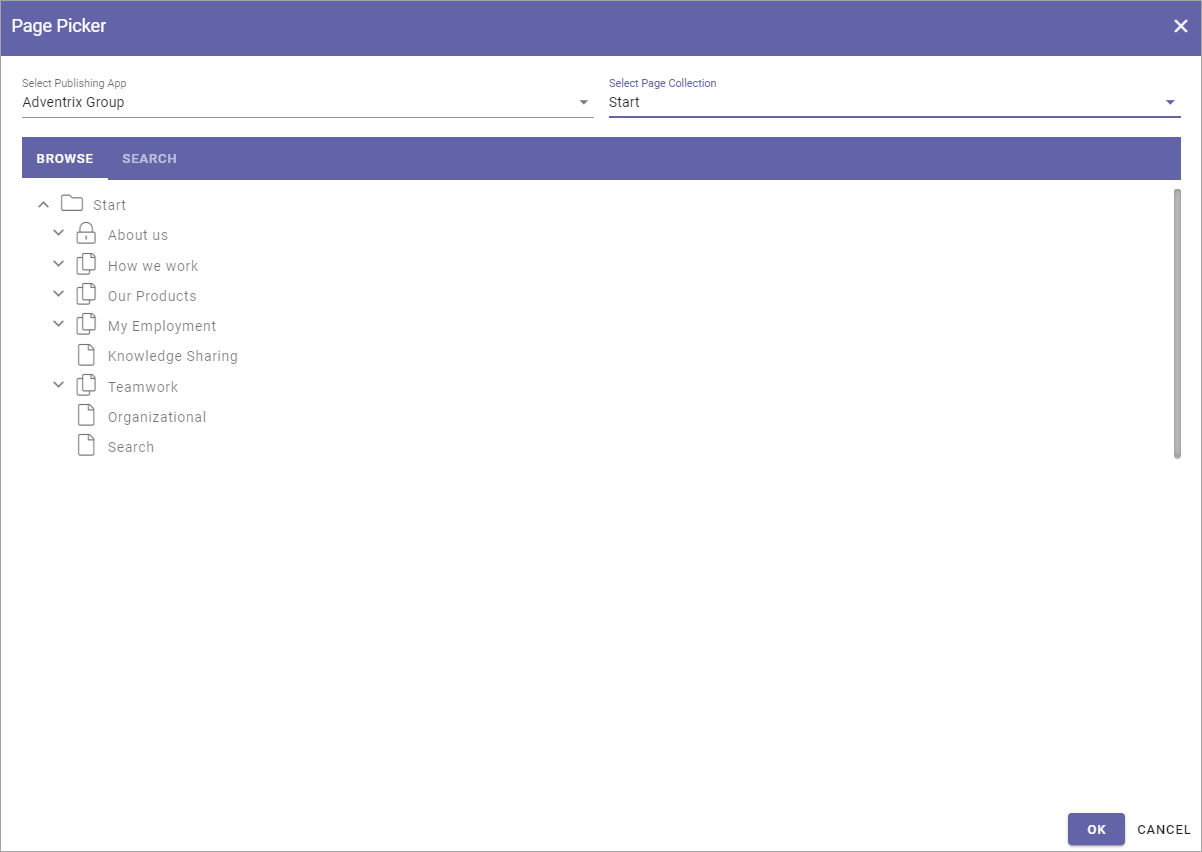 Page Picker
Select Publishing App
Adventrix Group
Select Page Collection
Start
BROWSE SEARCH
Start
About us
How we work
Our Products
My Employment
Knowledge Sharing
Teamwork
Organizational
Search
OK CANCEL